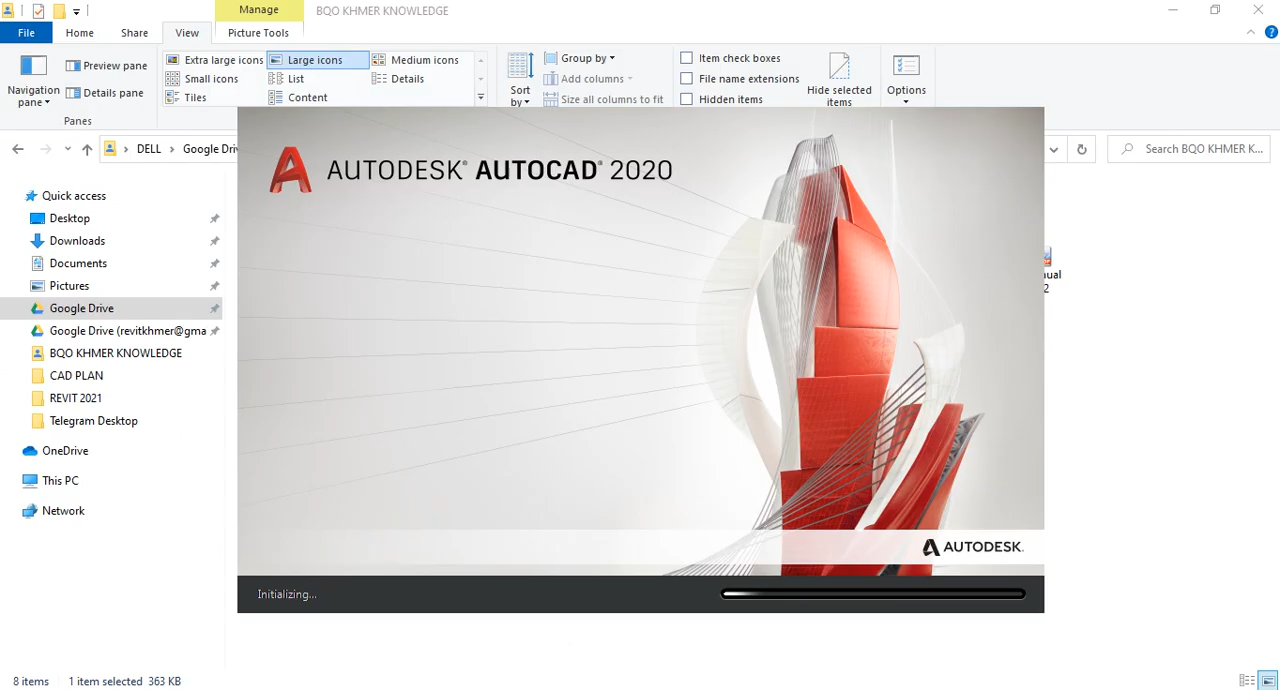 Manage
BQO KHMER KNOWLEDGE
File
Home
Share
View
Picture Tools
Navigation pane
Preview pane
Details pane
Panes
Extra large icons
Large icons
Medium icons
Small icons
List
Details
Tiles
Content
Sort by
Group by
Add columns
Size all columns to fit
Item check boxes
File name extensions
Hidden items
Hide selected items
Options
DELL
Google Driv
Search BQO KHMER K...
Quick access
Desktop
Downloads
Documents
Pictures
Google Drive
Google Drive (revitkhmer@gma
BQO KHMER KNOWLEDGE
CAD PLAN
REVIT 2021
Telegram Desktop
OneDrive
This PC
Network
AUTODESK® AUTOCAD® 2020
AUTODESK.
Initializing...
nual
2
8 items
1 item selected 363 KB